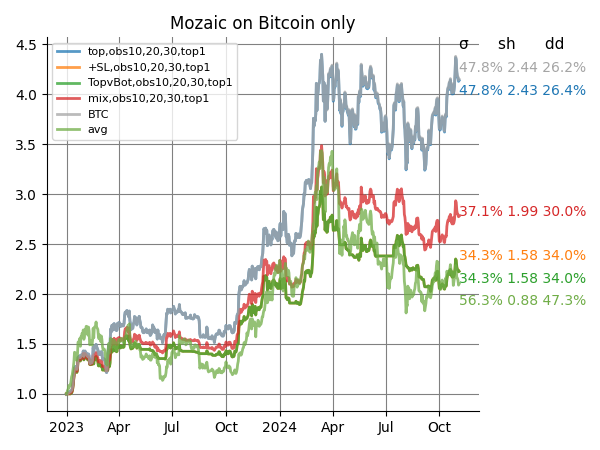 Mozaic on Bitcoin only
σ sh dd
4.5
4.0
3.5
3.0
2.5
2.0
1.5
1.0
top,obs10,20,30,top1
+SL,obs10,20,30,top1
TopvBot,obs10,20,30,top1
mix,obs10,20,30,top1
BTC
avg
47.8% 2.44 26.2%
47.8% 2.43 26.4%
37.1% 1.99 30.0%
34.3% 1.58 34.0%
34.3% 1.58 34.0%
56.3% 0.88 47.3%
2023 Apr Jul Oct 2024 Apr Jul Oct